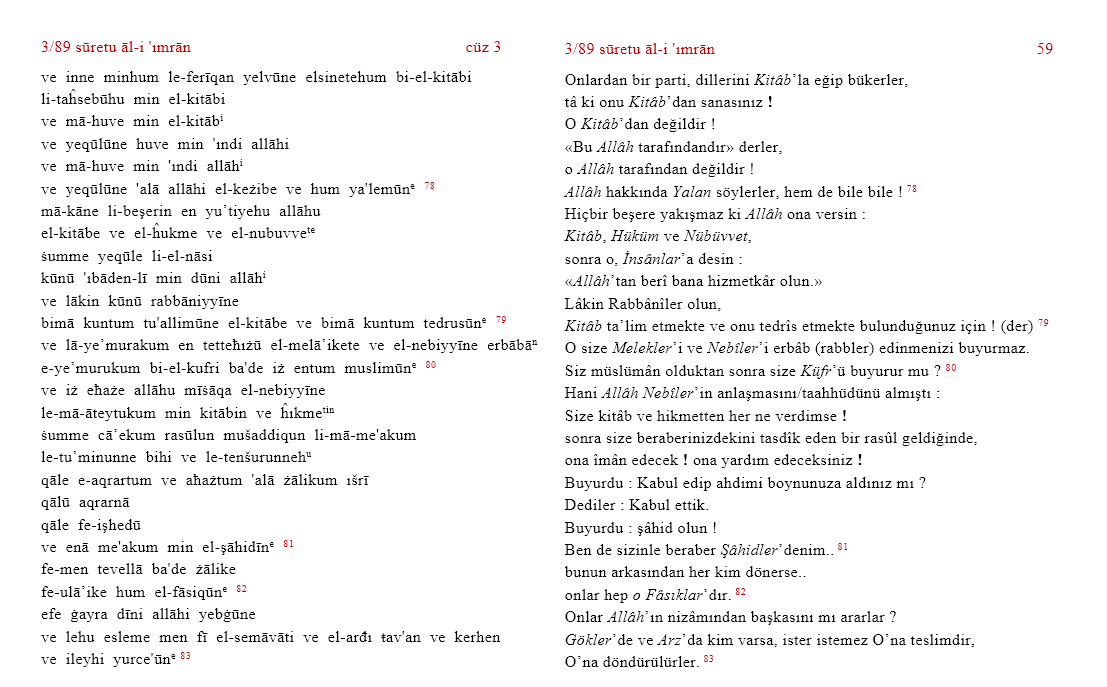 3/89 sūretu āl-i 'ımrān cüz 3
ve inne minhum le-ferīqan yelvūne elsinetehum bi-el-kitābi
li-taĥsebūhu min el-kitābi
ve mā-huve min el-kitābⁱ
ve yeqūlūne huve min 'ındi allāhi
ve mā-huve min 'ındi allāhⁱ
ve yeqūlūne 'alā allāhi el-keżibe ve hum ya'lemūnᵉ 78
mā-kāne li-beşerin en yu’tiyehu allāhu
el-kitābe ve el-ĥukme ve el-nubuvveᵗᵉ
ṡumme yeqūle li-el-nāsi
kūnū 'ıbāden-lī min dūni allāhⁱ
ve lākin kūnū rabbāniyyīne
bimā kuntum tu'allimūne el-kitābe ve bimā kuntum tedrusūnᵉ 79
ve lā-ye’murakum en tetteħıżū el-melā’ikete ve el-nebiyyīne erbābāⁿ
e-ye’murukum bi-el-kufri ba'de iż entum muslimūnᵉ 80
ve iż eħaże allāhu mīṡāqa el-nebiyyīne
le-mā-āteytukum min kitābin ve ĥıkmeᵗⁱⁿ
ṡumme cā’ekum rasūlun mušaddiqun li-mā-me'akum
le-tu’minunne bihi ve le-tenšurunnehᵘ
qāle e-aqrartum ve aħażtum 'alā żālikum ıšrī
qālū aqrarnā
qāle fe-işhedū
ve enā me'akum min el-şāhidīnᵉ 81
fe-men tevellā ba'de żālike
fe-ulā’ike hum el-fāsiqūnᵉ 82
efe ġayra dīni allāhi yebġūne
ve lehu esleme men fī el-semāvāti ve el-arđı ŧav'an ve kerhen
ve ileyhi yurce'ūnᵉ 83
3/89 sūretu āl-i 'ımrān 59
Onlardan bir parti, dillerini Kitâb’la eğip bükerler,
tâ ki onu Kitâb’dan sanasınız !
O Kitâb’dan değildir !
«Bu Allâh tarafındandır» derler,
o Allâh tarafından değildir !
Allâh hakkında Yalan söylerler, hem de bile bile ! 78
Hiçbir beşere yakışmaz ki Allâh ona versin :
Kitâb, Hüküm ve Nübüvvet,
sonra o, İnsânlar’a desin :
«Allâh’tan berî bana hizmetkâr olun.»
Lâkin Rabbânîler olun,
Kitâb ta’lim etmekte ve onu tedrîs etmekte bulunduğunuz için ! (der) 79
O size Melekler’i ve Nebîler’i erbâb (rabbler) edinmenizi buyurmaz.
Siz müslümân olduktan sonra size Küfr’ü buyurur mu ? 80
Hani Allâh Nebîler’in anlaşmasını/taahhüdünü almıştı :
Size kitâb ve hikmetten her ne verdimse !
sonra size beraberinizdekini tasdîk eden bir rasûl geldiğinde,
ona îmân edecek ! ona yardım edeceksiniz !
Buyurdu : Kabul edip ahdimi boynunuza aldınız mı ?
Dediler : Kabul ettik.
Buyurdu : şâhid olun !
Ben de sizinle beraber Şâhidler’denim.. 81
bunun arkasından her kim dönerse..
onlar hep o Fâsıklar’dır. 82
Onlar Allâh’ın nizâmından başkasını mı ararlar ?
Gökler’de ve Arz’da kim varsa, ister istemez O’na teslimdir,
O’na döndürülürler. 83